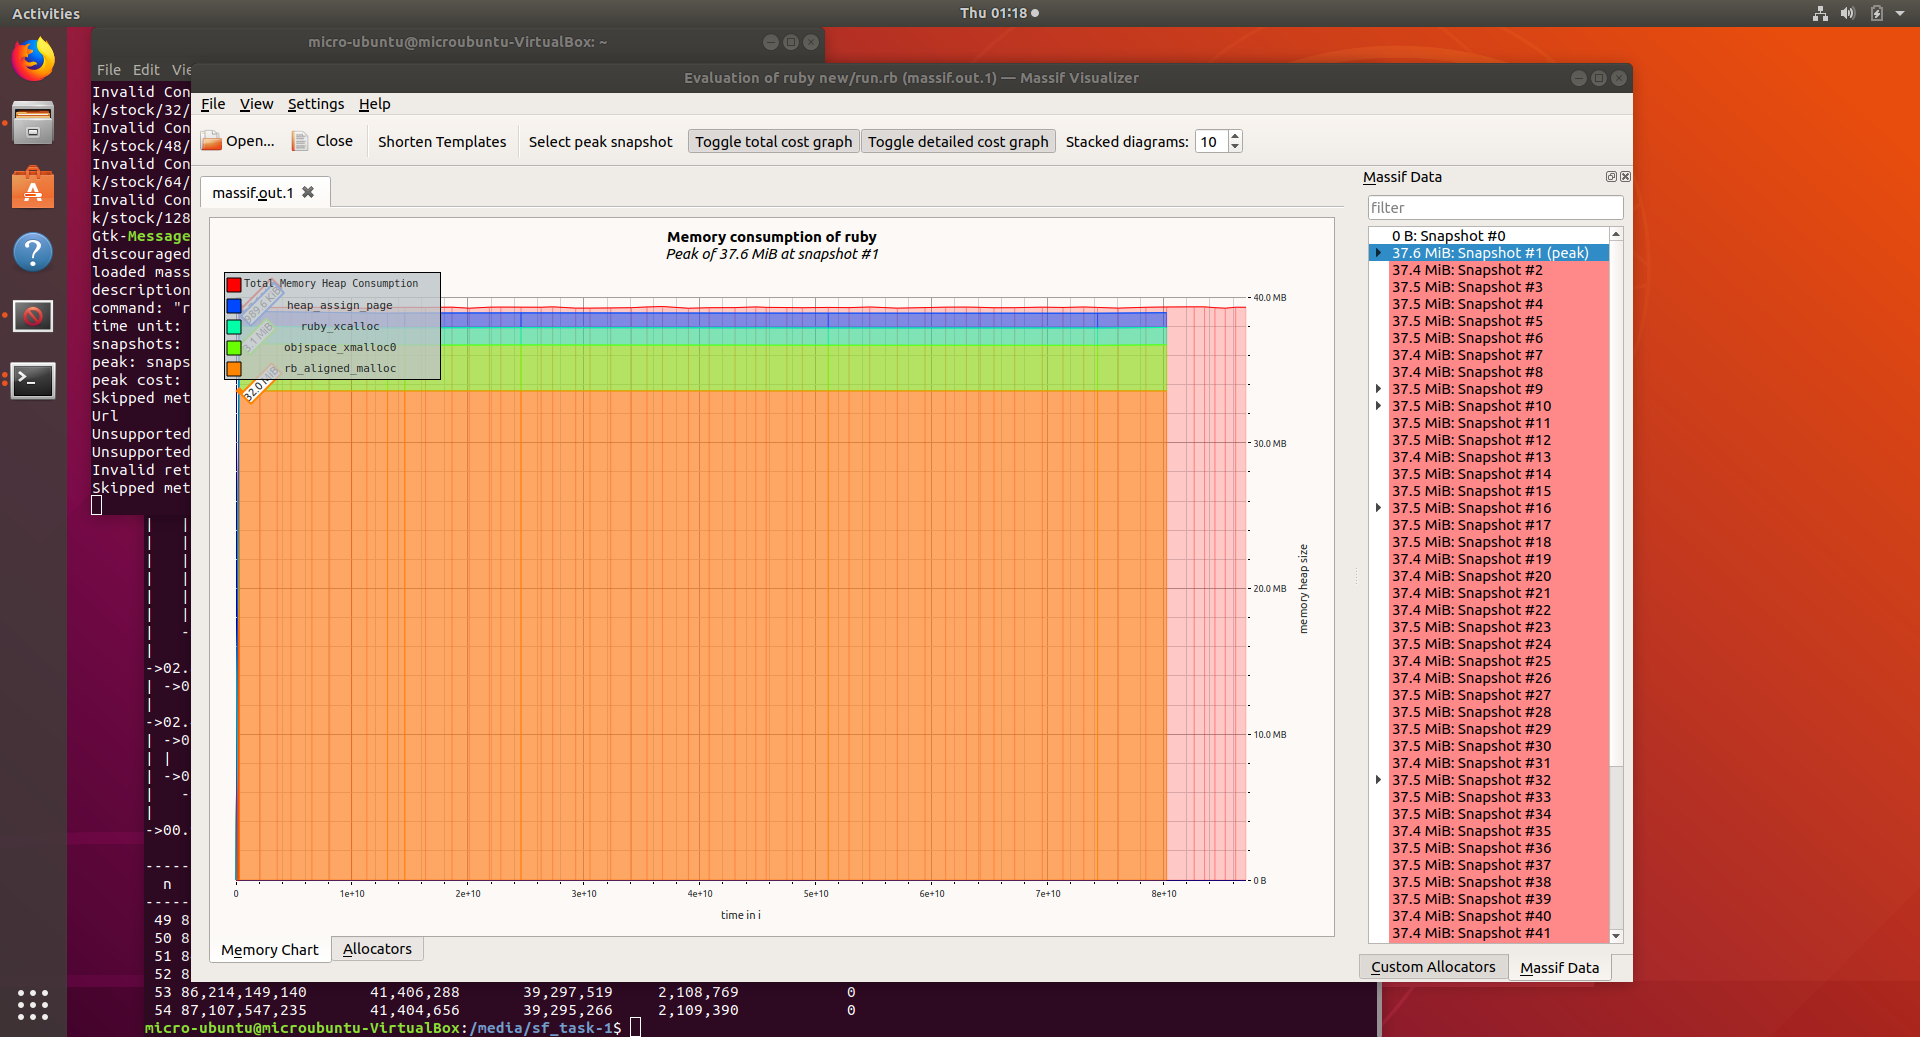 Activities
Thu 01:18
micro-ubuntu@microubuntu-VirtualBox: ~
File Edit Vie
Invalid Con
k/stock/32/
Invalid Con
k/stock/48/
Invalid Con
k/stock/64/
Invalid Con
k/stock/128
Gtk-Message
discouraged
loaded mass
description
command: "r
time unit:
snapshots:
peak: snaps
peak cost:
Skipped met
Url
Unsupported
Unsupported
Invalid ret
Skipped met
Evaluation of ruby new/run.rb (massif.out.1) — Massif Visualizer
File View Settings Help
Open... Close Shorten Templates Select peak snapshot Toggle total cost graph Toggle detailed cost graph Stacked diagrams: 10
massif.out.1
Memory consumption of ruby
Peak of 37.6 MiB at snapshot #1
Total Memory Heap Consumption
heap_assign_page
ruby_xcalloc
objspace_xmalloc0
rb_aligned_malloc
32.0 MiB
40.0 MB
30.0 MB
20.0 MB
10.0 MB
0 B
memory heap size
0 1e+10 2e+10 3e+10 4e+10 5e+10 6e+10 7e+10 8e+10
time in i
Memory Chart Allocators
Massif Data
filter
0 B: Snapshot #0
37.6 MiB: Snapshot #1 (peak)
37.4 MiB: Snapshot #2
37.5 MiB: Snapshot #3
37.5 MiB: Snapshot #4
37.5 MiB: Snapshot #5
37.5 MiB: Snapshot #6
37.4 MiB: Snapshot #7
37.4 MiB: Snapshot #8
37.5 MiB: Snapshot #9
37.5 MiB: Snapshot #10
37.5 MiB: Snapshot #11
37.5 MiB: Snapshot #12
37.4 MiB: Snapshot #13
37.5 MiB: Snapshot #14
37.5 MiB: Snapshot #15
37.5 MiB: Snapshot #16
37.5 MiB: Snapshot #17
37.5 MiB: Snapshot #18
37.4 MiB: Snapshot #19
37.4 MiB: Snapshot #20
37.4 MiB: Snapshot #21
37.4 MiB: Snapshot #22
37.5 MiB: Snapshot #23
37.5 MiB: Snapshot #24
37.4 MiB: Snapshot #25
37.4 MiB: Snapshot #26
37.5 MiB: Snapshot #27
37.5 MiB: Snapshot #28
37.5 MiB: Snapshot #29
37.5 MiB: Snapshot #30
37.4 MiB: Snapshot #31
37.5 MiB: Snapshot #32
37.5 MiB: Snapshot #33
37.5 MiB: Snapshot #34
37.4 MiB: Snapshot #35
37.5 MiB: Snapshot #36
37.5 MiB: Snapshot #37
37.5 MiB: Snapshot #38
37.4 MiB: Snapshot #39
37.4 MiB: Snapshot #40
37.4 MiB: Snapshot #41
Custom Allocators Massif Data
| |
| |
| |
| |
| |
| |
| -
|
->02.
| ->0
|
->02.
| ->0
| |
| ->0
| -
|
->00.
-----
n
-----
49 8
50 8
51 8
52 8
53 86,214,149,140 41,406,288 39,297,519 2,108,769 0
54 87,107,547,235 41,404,656 39,295,266 2,109,390 0
micro-ubuntu@microubuntu-VirtualBox:/media/sf_task-1$